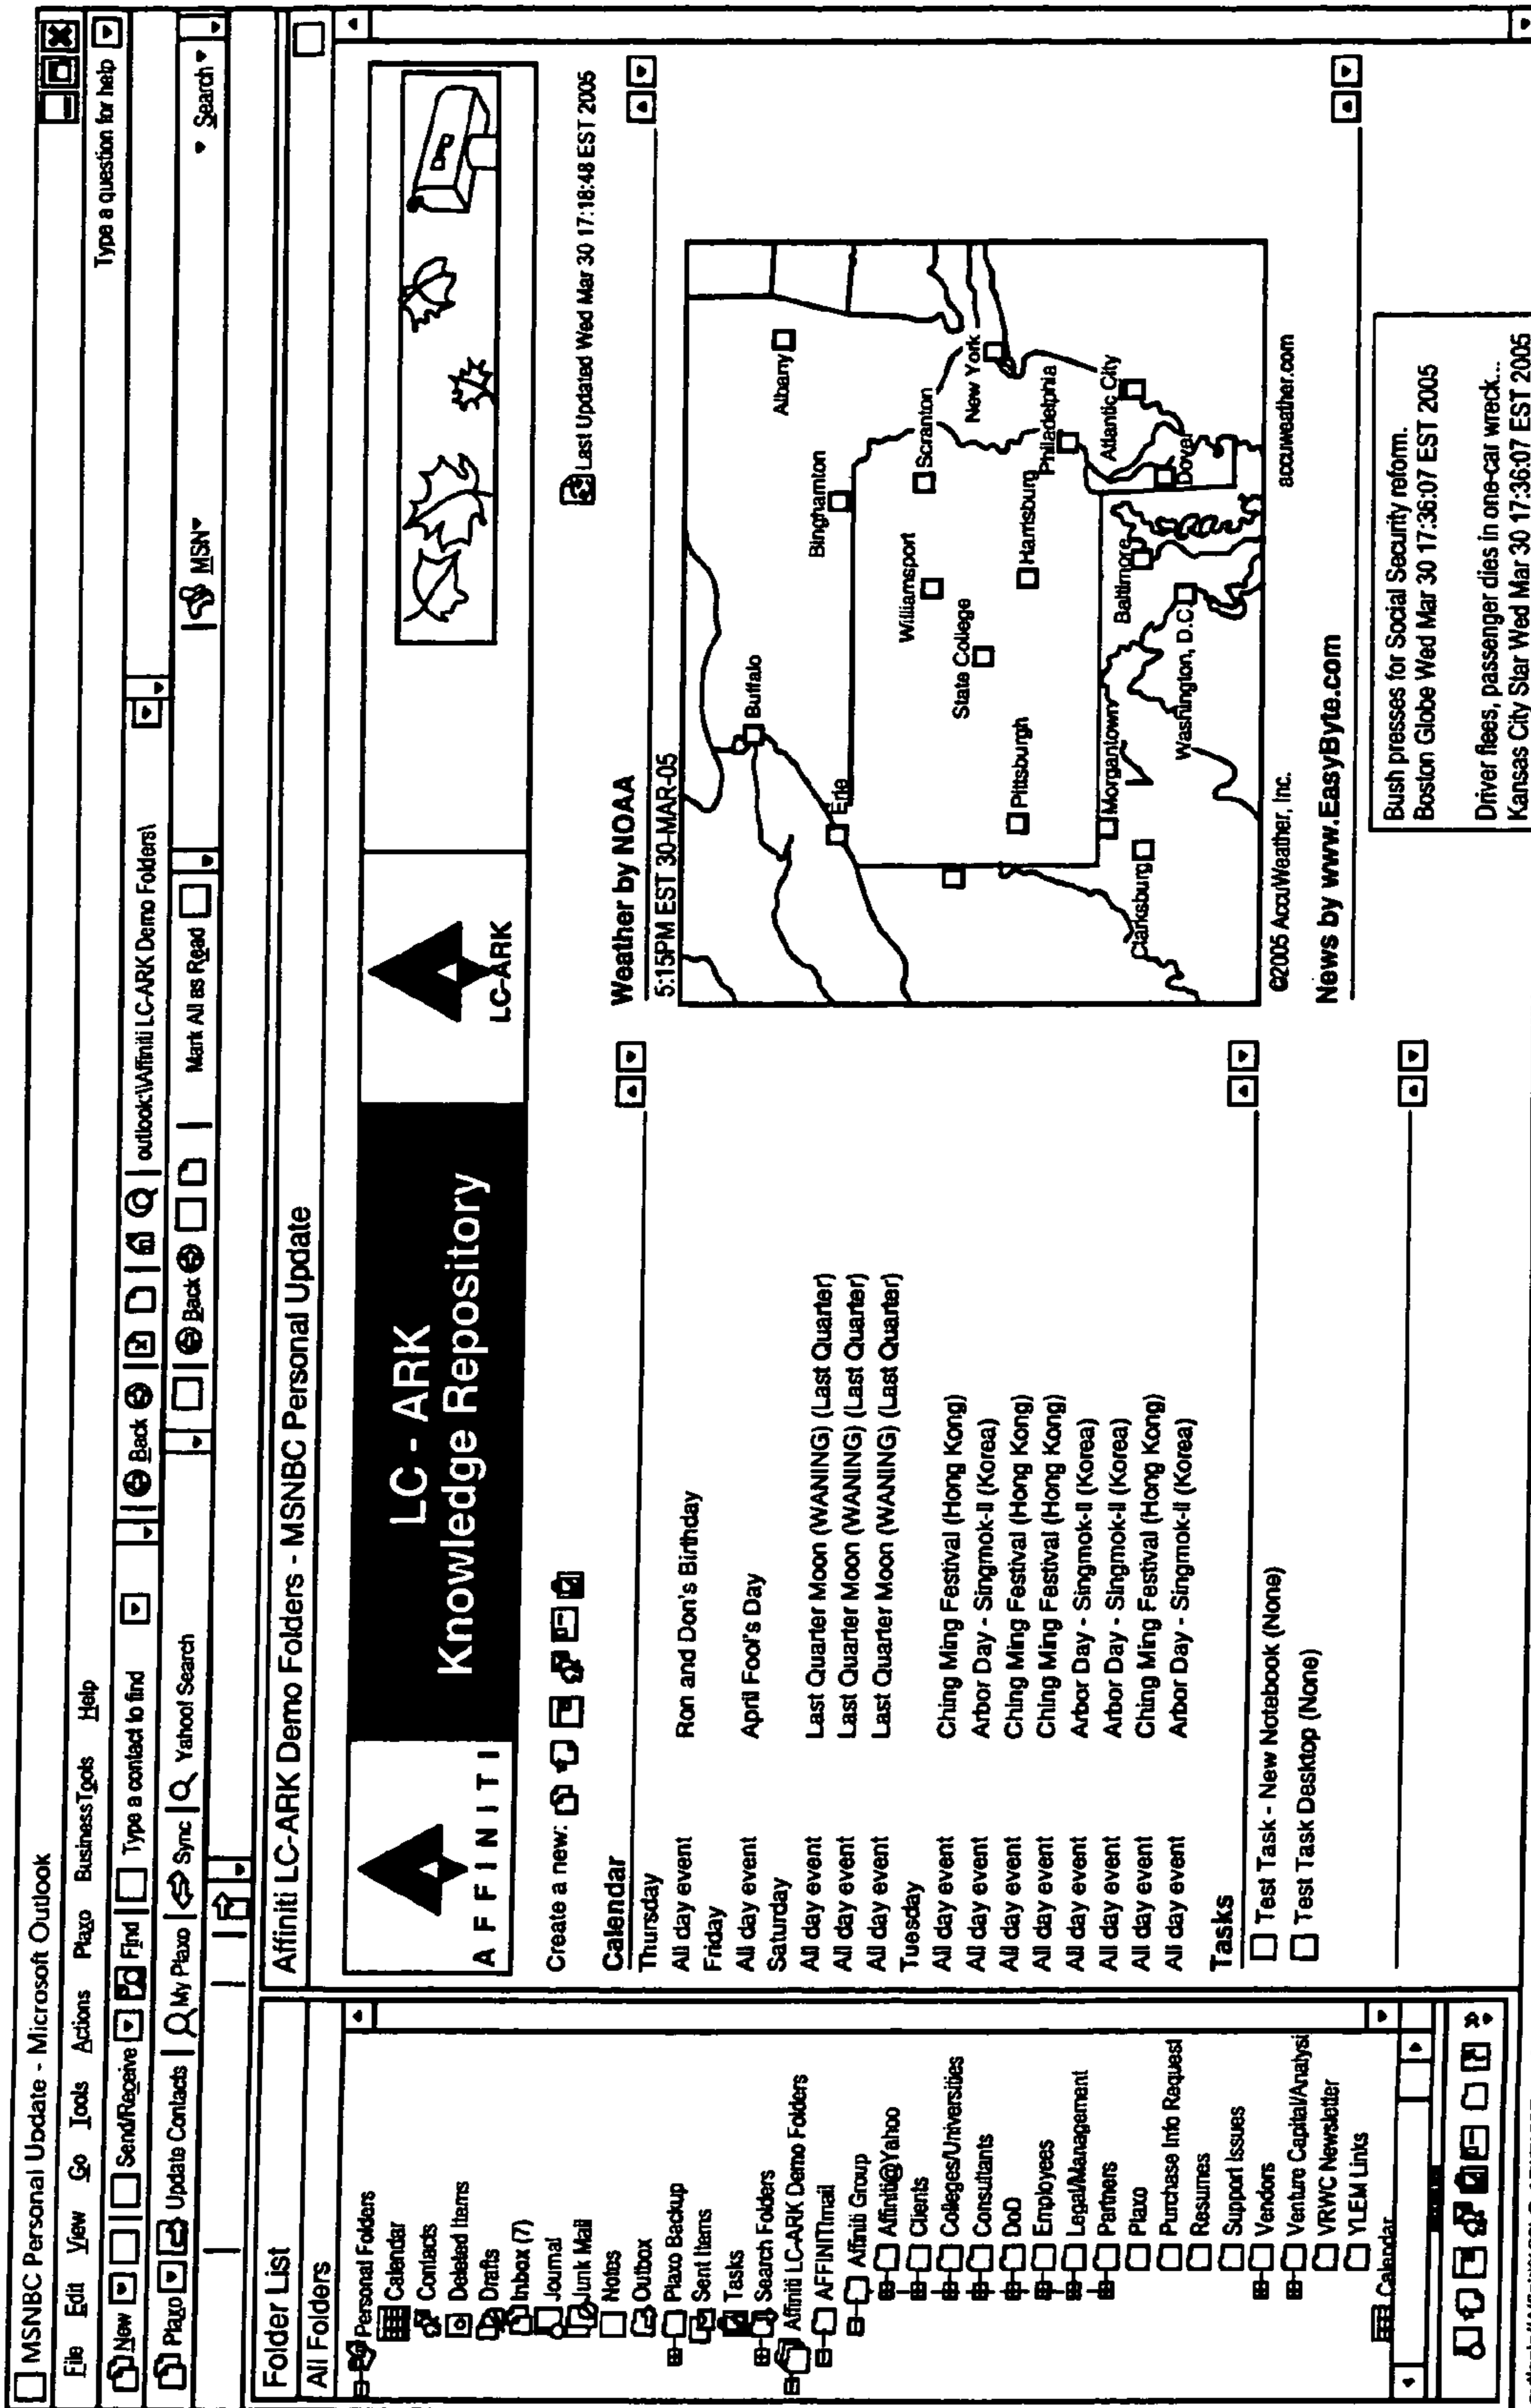 MSNBC Personal Update - Microsoft Outlook
File Edit View Go Tools Actions Plaxo BusinessTools Help
Type a question for help
New Send/Receive Find Type a contact to find Back outlook:\\Affiniti LC-ARK Demo Folders\
Plaxo Update Contacts My Plaxo Sync Yahoo! Search Back Mark All as Read MSN Search
Folder List
All Folders
Personal Folders
Calendar
Contacts
Deleted Items
Drafts
Inbox (7)
Journal
Junk Mail
Notes
Outbox
Plaxo Backup
Sent Items
Tasks
Search Folders
Affiniti LC-ARK Demo Folders
AFFINITImail
Affiniti Group
Affiniti@Yahoo
Clients
Colleges/Universities
Consultants
DoD
Employees
Legal/Management
Partners
Plaxo
Purchase Info Request
Resumes
Support Issues
Vendors
Venture Capital/Analysi
VRWC Newsletter
YLEM Links
Calendar
Affiniti LC-ARK Demo Folders - MSNBC Personal Update
AFFINITI
LC - ARK
Knowledge Repository
LC-ARK
Create a new:
Last Updated Wed Mar 30 17:18:48 EST 2005
Calendar
Thursday
All day event Ron and Don's Birthday
Friday
All day event April Fool's Day
Saturday
All day event Last Quarter Moon (WANING) (Last Quarter)
All day event Last Quarter Moon (WANING) (Last Quarter)
All day event Last Quarter Moon (WANING) (Last Quarter)
Tuesday
All day event Ching Ming Festival (Hong Kong)
All day event Arbor Day - Singmok-Il (Korea)
All day event Ching Ming Festival (Hong Kong)
All day event Ching Ming Festival (Hong Kong)
All day event Arbor Day - Singmok-Il (Korea)
All day event Arbor Day - Singmok-Il (Korea)
All day event Ching Ming Festival (Hong Kong)
All day event Arbor Day - Singmok-Il (Korea)
Tasks
Test Task - New Notebook (None)
Test Task Desktop (None)
Weather by NOAA
5:15PM EST 30-MAR-05
Buffalo
Albany
Binghamton
Erie
Scranton
Williamsport
State College
New York
Pittsburgh
Harrisburg
Philadelphia
Atlantic City
Morgantown
Baltimore
Clarksburg
Dover
Washington, D.C.
©2005 AccuWeather, Inc. accuweather.com
News by www.EasyByte.com
Bush presses for Social Security reform.
Boston Globe Wed Mar 30 17:36:07 EST 2005
Driver flees, passenger dies in one-car wreck...
Kansas City Star Wed Mar 30 17:36:07 EST 2005